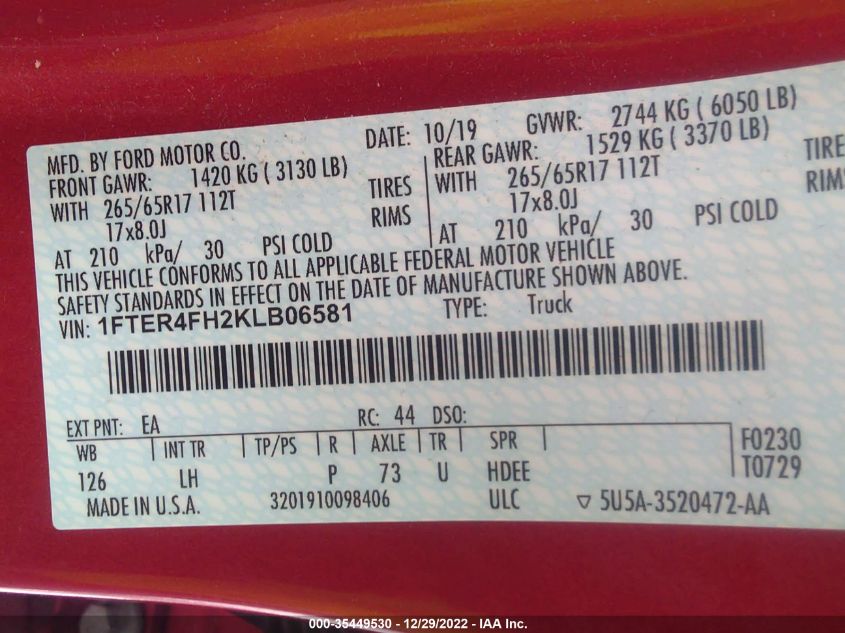 MFD. BY FORD MOTOR CO. DATE: 10/19 GVWR: 2744 KG ( 6050 LB)
FRONT GAWR: 1420 KG ( 3130 LB) REAR GAWR: 1529 KG ( 3370 LB)
WITH 265/65R17 112T TIRES WITH 265/65R17 112T TIRE
17x8.0J RIMS 17x8.0J RIM
AT 210 kPa/ 30 PSI COLD AT 210 kPa/ 30 PSI COLD
THIS VEHICLE CONFORMS TO ALL APPLICABLE FEDERAL MOTOR VEHICLE
SAFETY STANDARDS IN EFFECT ON THE DATE OF MANUFACTURE SHOWN ABOVE.
VIN: 1FTER4FH2KLB06581 TYPE: Truck
EXT PNT: EA RC: 44 DSO:
WB INT TR TP/PS R AXLE TR SPR F0230
126 LH P 73 U HDEE T0729
MADE IN U.S.A. 3201910098406 ULC ▽ 5U5A-3520472-AA
000-35449530 - 12/29/2022 - IAA Inc.